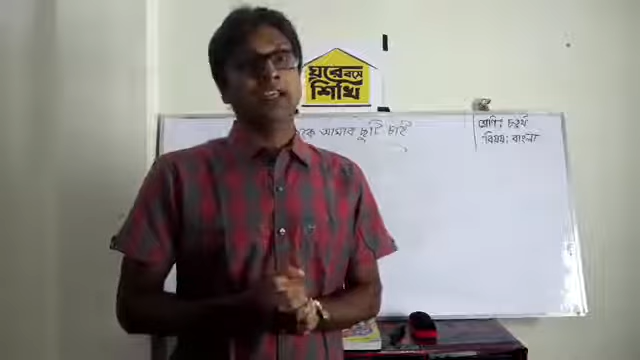 ঘরে বসে
শিখি
কে আমার ছুটি চাই
শ্রেণি: চতুর্থ
বিষয়: বাংলা